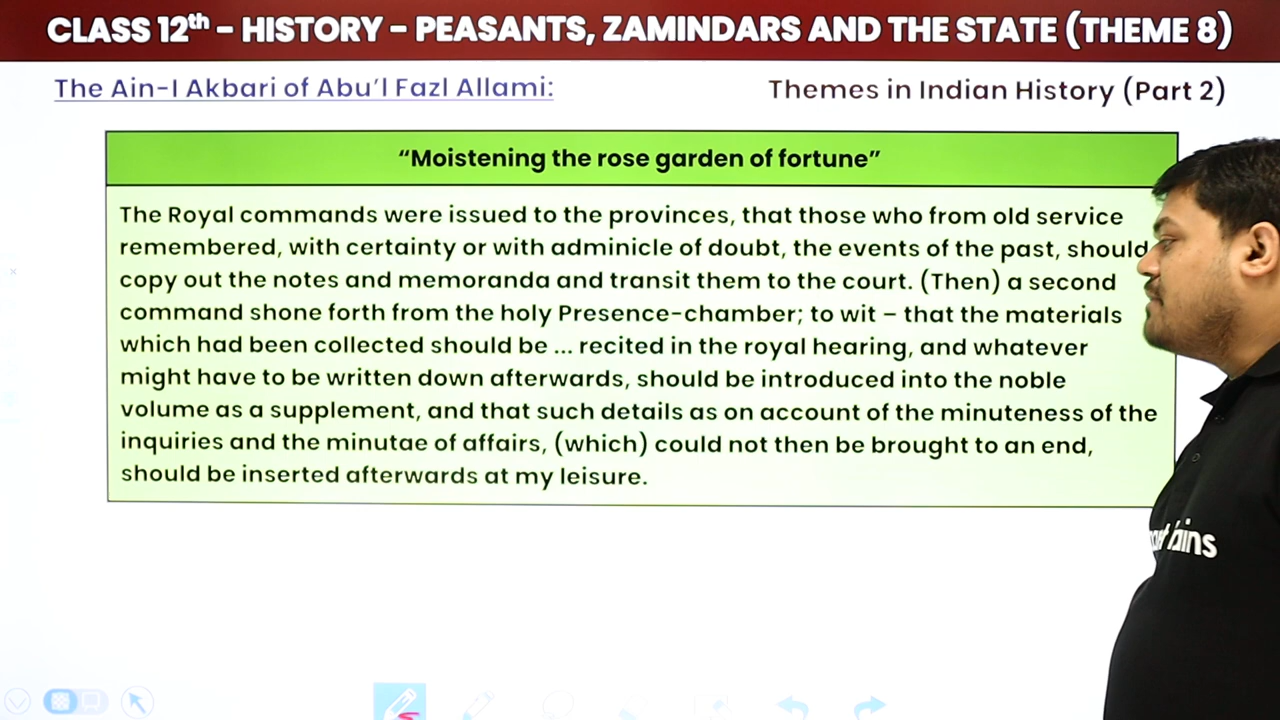 CLASS 12th – HISTORY – PEASANTS, ZAMINDARS AND THE STATE (THEME 8)
The Ain-I Akbari of Abu'l Fazl Allami:
Themes in Indian History (Part 2)
“Moistening the rose garden of fortune”
The Royal commands were issued to the provinces, that those who from old service
remembered, with certainty or with adminicle of doubt, the events of the past, should
copy out the notes and memoranda and transit them to the court. (Then) a second
command shone forth from the holy Presence-chamber; to wit – that the materials
which had been collected should be ... recited in the royal hearing, and whatever
might have to be written down afterwards, should be introduced into the noble
volume as a supplement, and that such details as on account of the minuteness of the
inquiries and the minutae of affairs, (which) could not then be brought to an end,
should be inserted afterwards at my leisure.